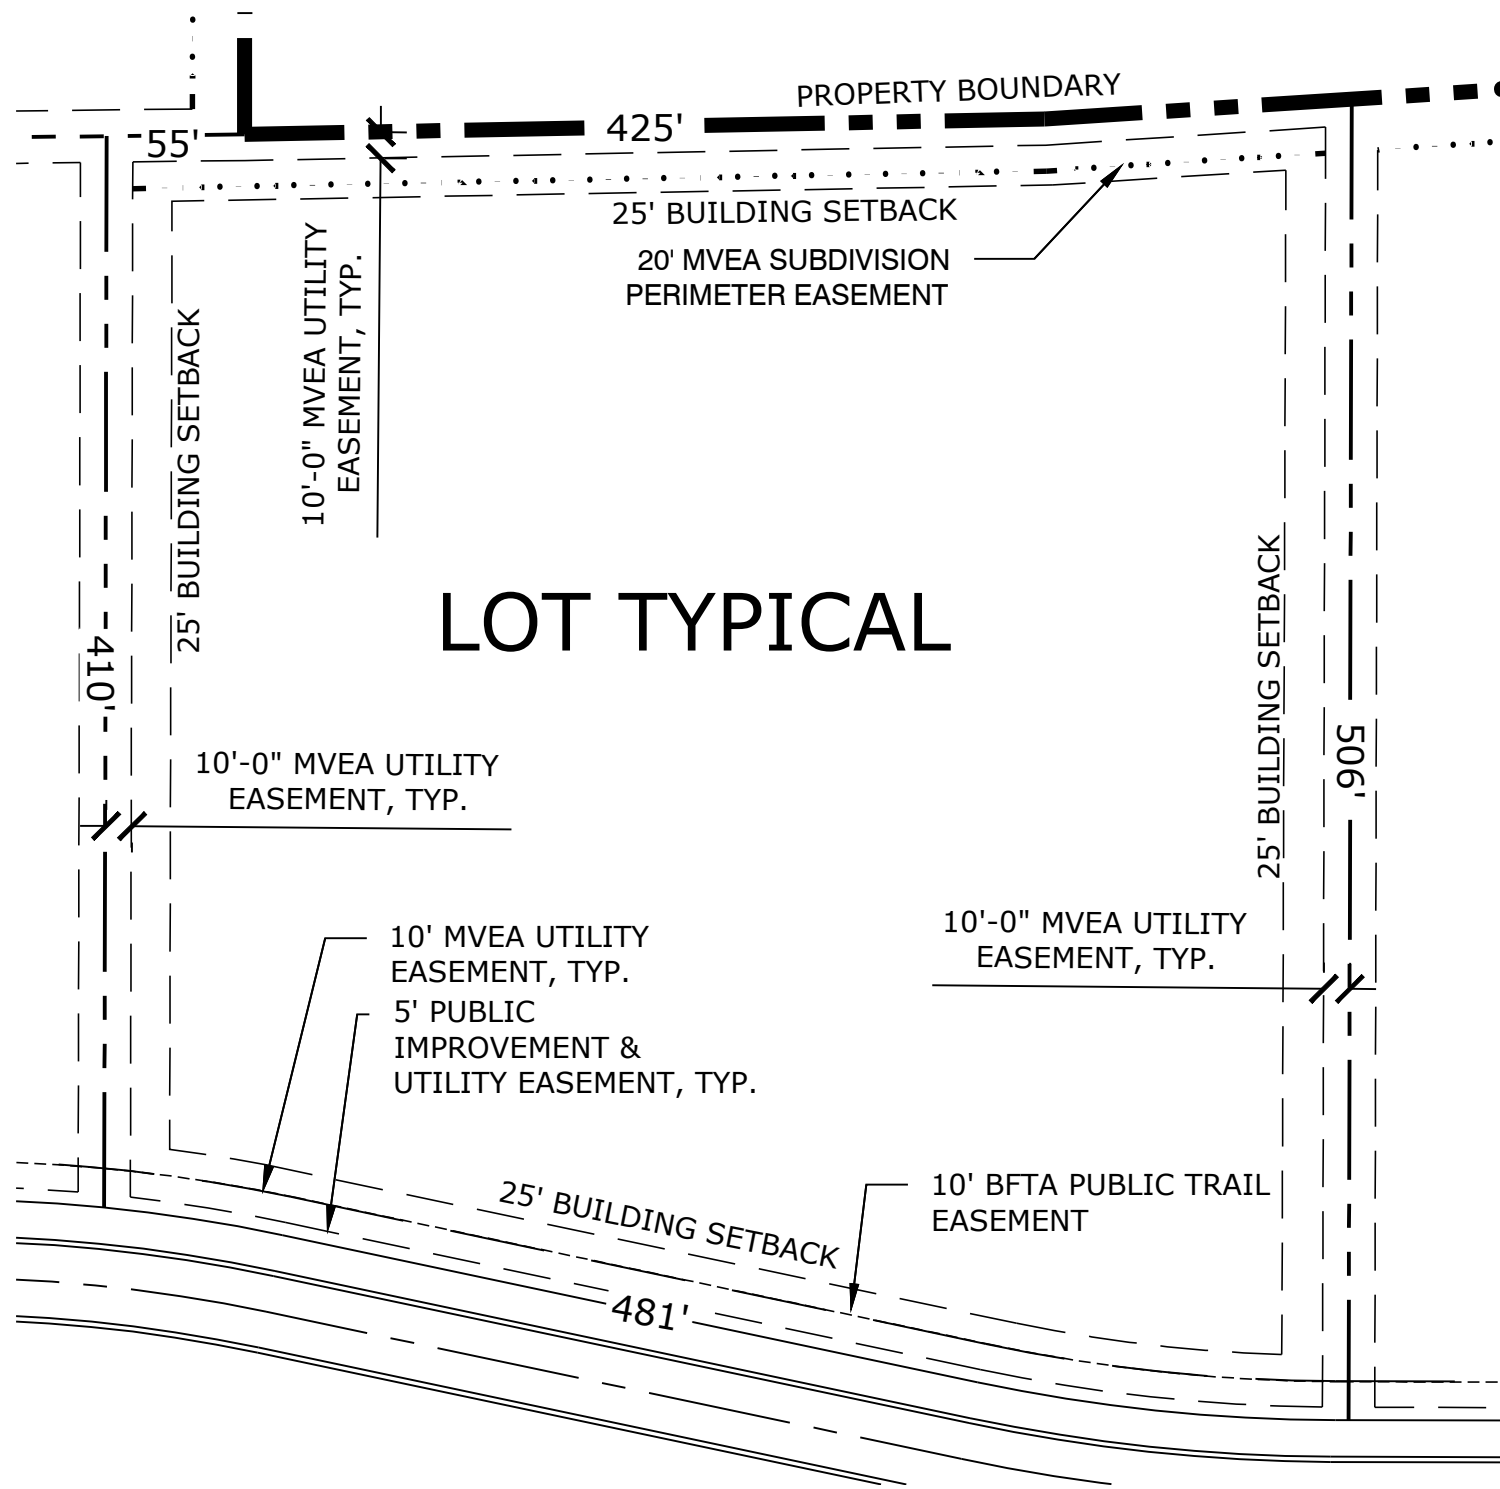 PROPERTY BOUNDARY
55'
425'
25' BUILDING SETBACK
20' MVEA SUBDIVISION
PERIMETER EASEMENT
10'-0" MVEA UTILITY
EASEMENT, TYP.
25' BUILDING SETBACK
LOT TYPICAL
25' BUILDING SETBACK
410'
506'
10'-0" MVEA UTILITY
EASEMENT, TYP.
10'-0" MVEA UTILITY
EASEMENT, TYP.
10' MVEA UTILITY
EASEMENT, TYP.
5' PUBLIC
IMPROVEMENT &
UTILITY EASEMENT, TYP.
25' BUILDING SETBACK
10' BFTA PUBLIC TRAIL
EASEMENT
481'